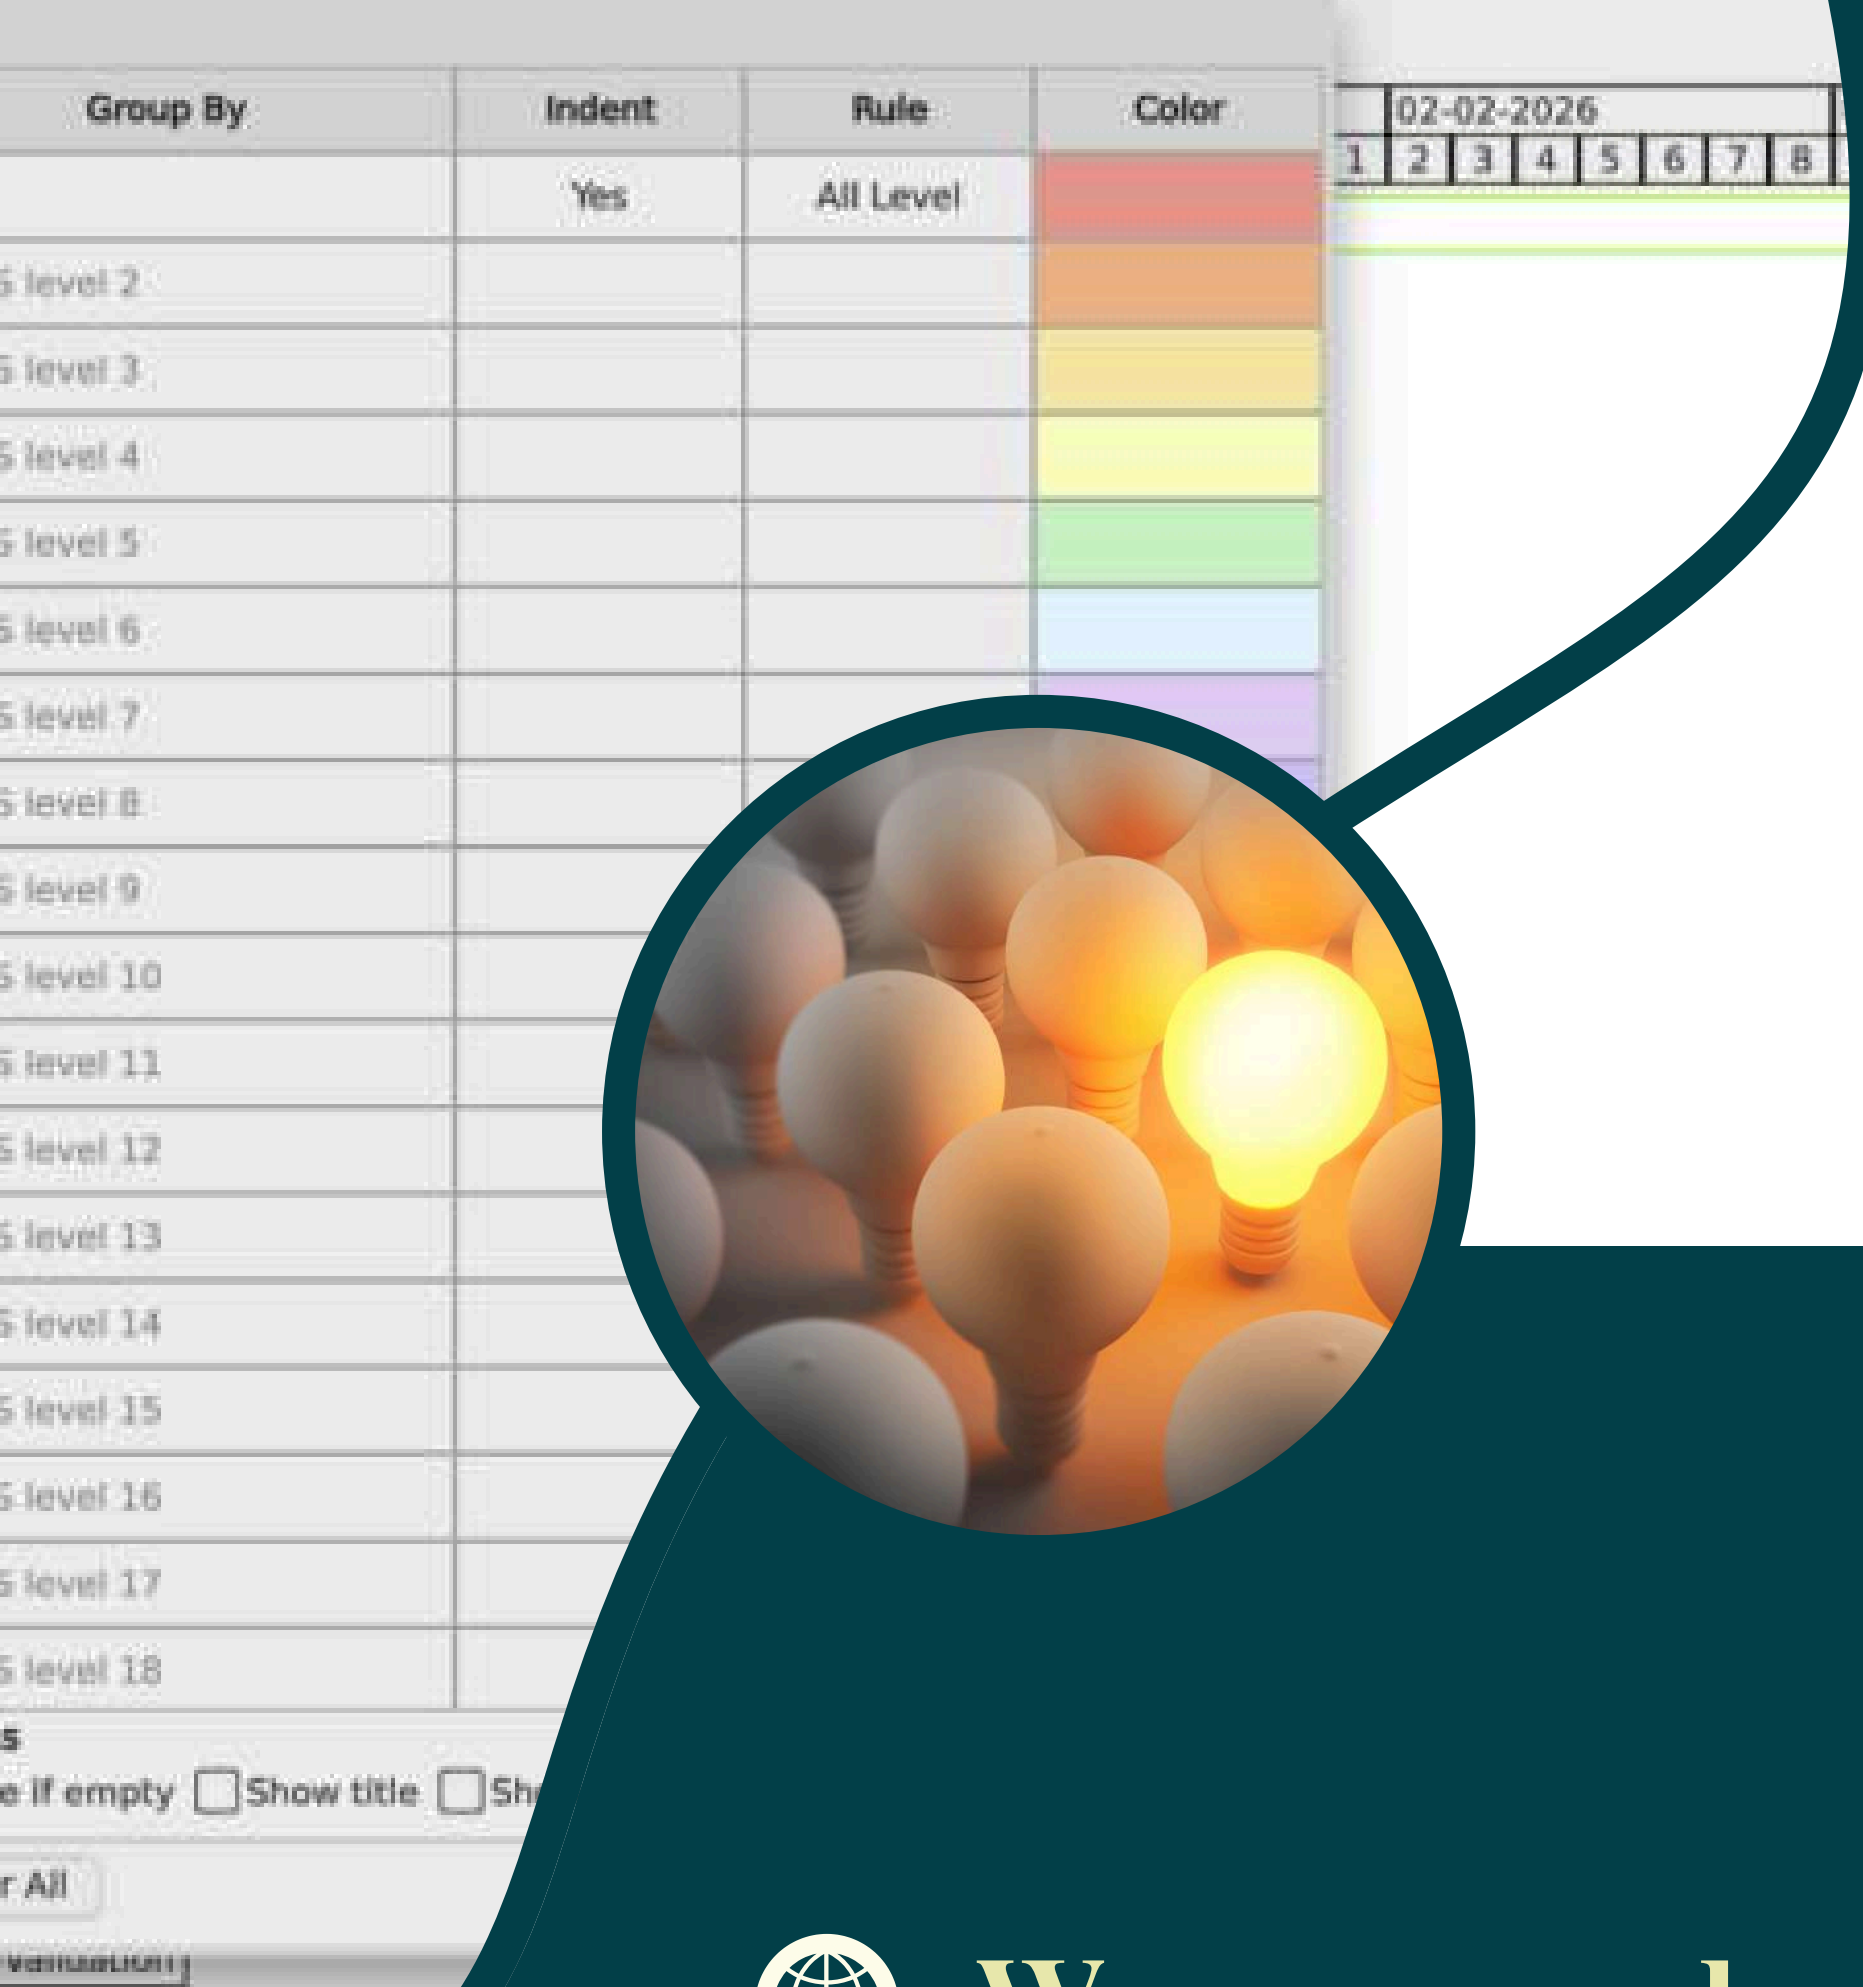 Group By Indent Rule Color 02-02-2026
1 2 3 4 5 6 7 8
Yes All Level
level 2
level 3
level 4
level 5
level 6
level 7
level 8
level 9
level 10
level 11
level 12
level 13
level 14
level 15
level 16
level 17
level 18
if empty Show title
All